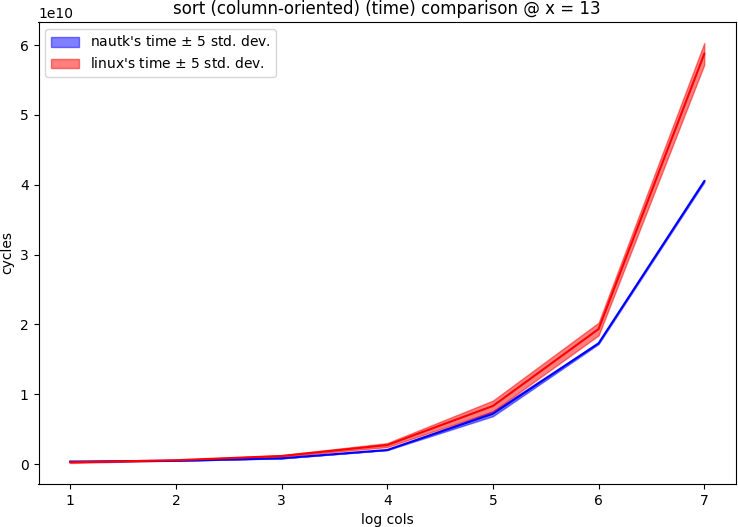 sort (column-oriented) (time) comparison @ x = 13
1e10
nautk's time ± 5 std. dev.
linux's time ± 5 std. dev.
6
5
4
3
2
1
0
cycles
1 2 3 4 5 6 7
log cols